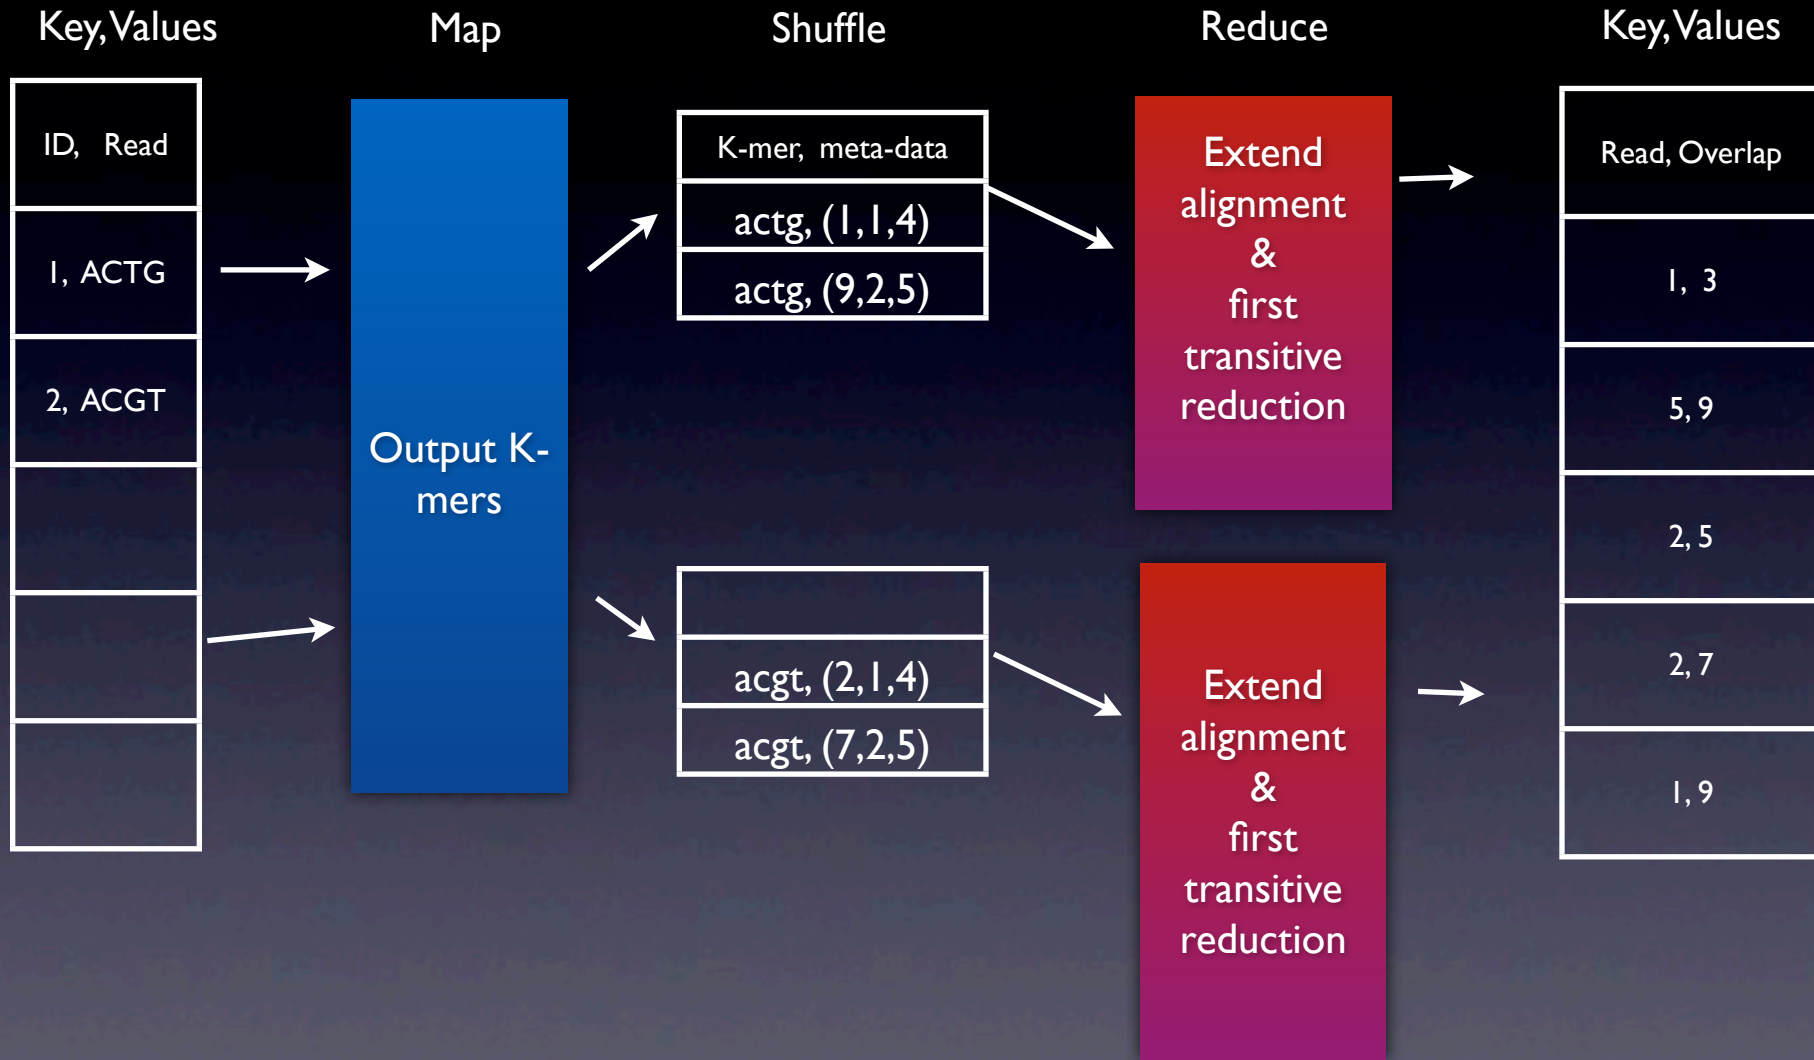 Key, Values
Map
Shuffle
Reduce
Key, Values
ID, Read
1, ACTG
2, ACGT
Output K-
mers
K-mer, meta-data
actg, (1,1,4)
actg, (9,2,5)
acgt, (2,1,4)
acgt, (7,2,5)
Extend
alignment
&
first
transitive
reduction
Extend
alignment
&
first
transitive
reduction
Read, Overlap
1, 3
5, 9
2, 5
2, 7
1, 9